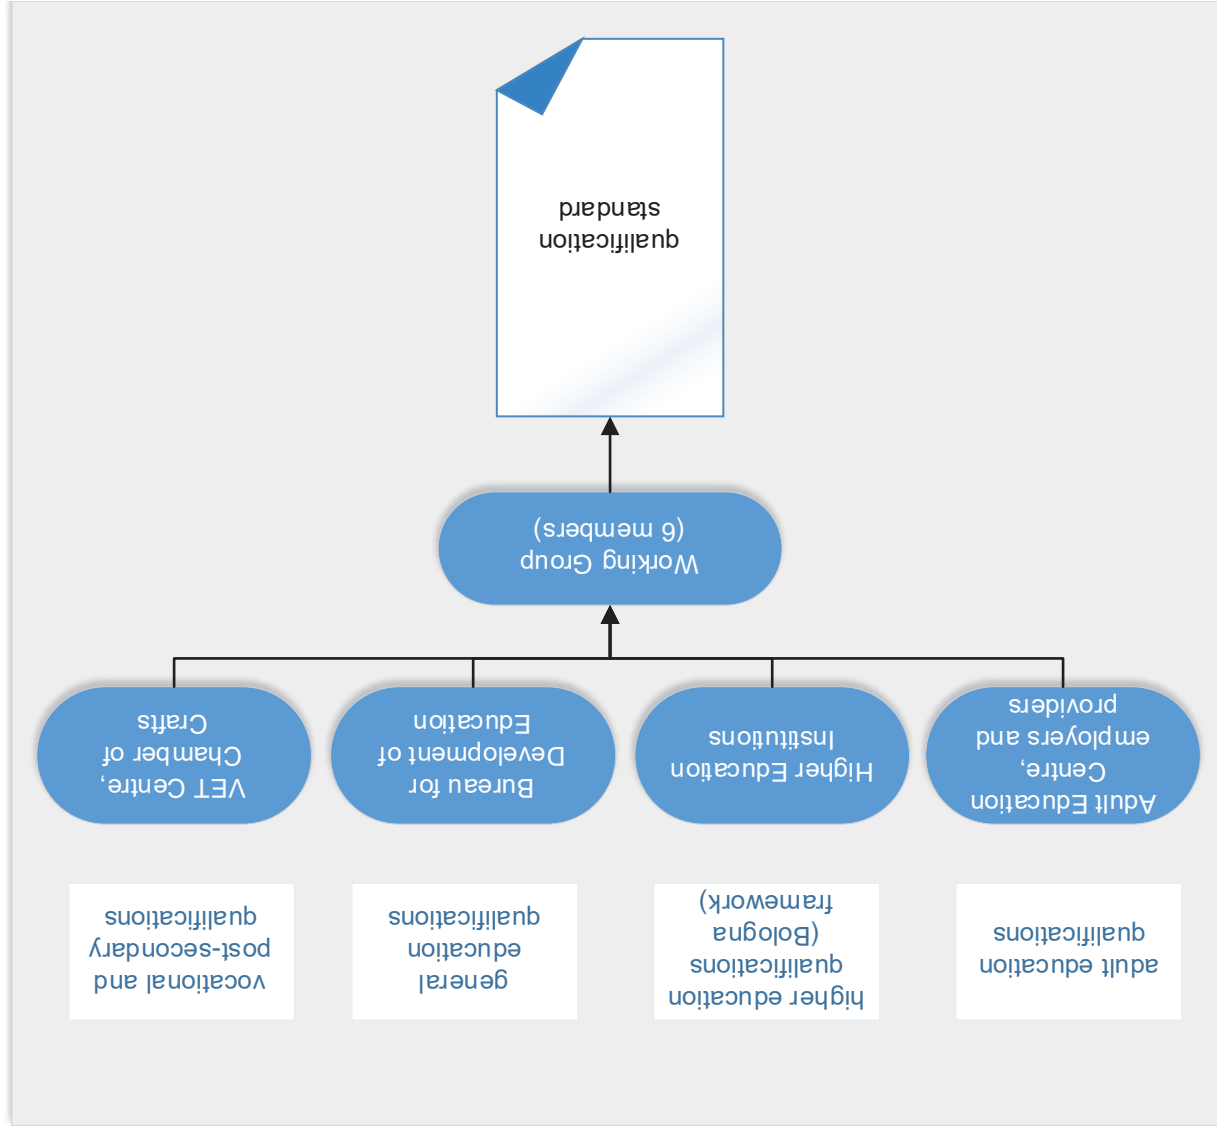 adult education
qualifications
higher education
qualifications
(Bologna
framework)
general
education
qualifications
vocational and
post-secondary
qualifications
Adult Education
Centre,
employers and
providers
Higher Education
Institutions
Bureau for
Development of
Education
VET Centre,
Chamber of
Crafts
Working Group
(6 members)
qualification
standard